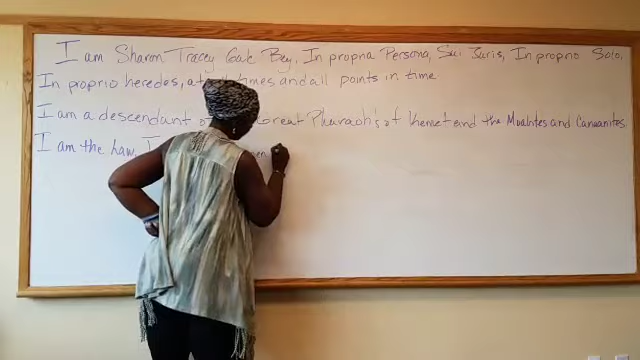 I am Sharon Tracey Gale Bey, In propria Persona, Sui Juris, In proprio Solo,
In proprio heredes, at all times and all points in time
I am a descendant of Great Pharaoh's of Khemet and the Moabites and Canaanites.
I am the Law, I